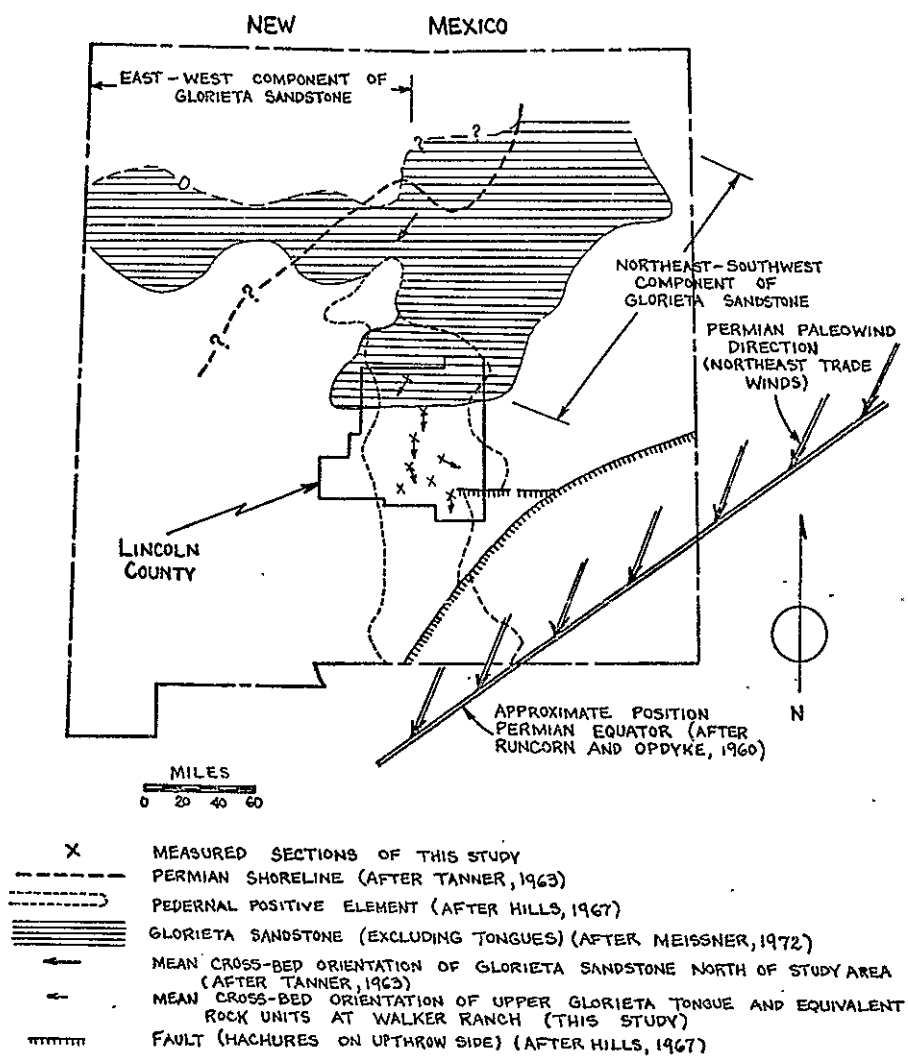 NEW MEXICO
EAST-WEST COMPONENT OF
GLORIETA SANDSTONE
?
?
O
NORTHEAST-SOUTHWEST
COMPONENT OF
GLORIETA SANDSTONE
?
?
PERMIAN PALEOWIND
DIRECTION
(NORTHEAST TRADE
WINDS)
LINCOLN
COUNTY
N
APPROXIMATE POSITION
PERMIAN EQUATOR (AFTER
RUNCORN AND OPDYKE, 1960)
MILES
0 20 40 60
X MEASURED SECTIONS OF THIS STUDY
PERMIAN SHORELINE (AFTER TANNER, 1963)
PEDERNAL POSITIVE ELEMENT (AFTER HILLS, 1967)
GLORIETA SANDSTONE (EXCLUDING TONGUES) (AFTER MEISSNER, 1972)
MEAN CROSS-BED ORIENTATION OF GLORIETA SANDSTONE NORTH OF STUDY AREA
(AFTER TANNER, 1963)
MEAN CROSS-BED ORIENTATION OF UPPER GLORIETA TONGUE AND EQUIVALENT
ROCK UNITS AT WALKER RANCH (THIS STUDY)
FAULT (HACHURES ON UPTHROW SIDE) (AFTER HILLS, 1967)